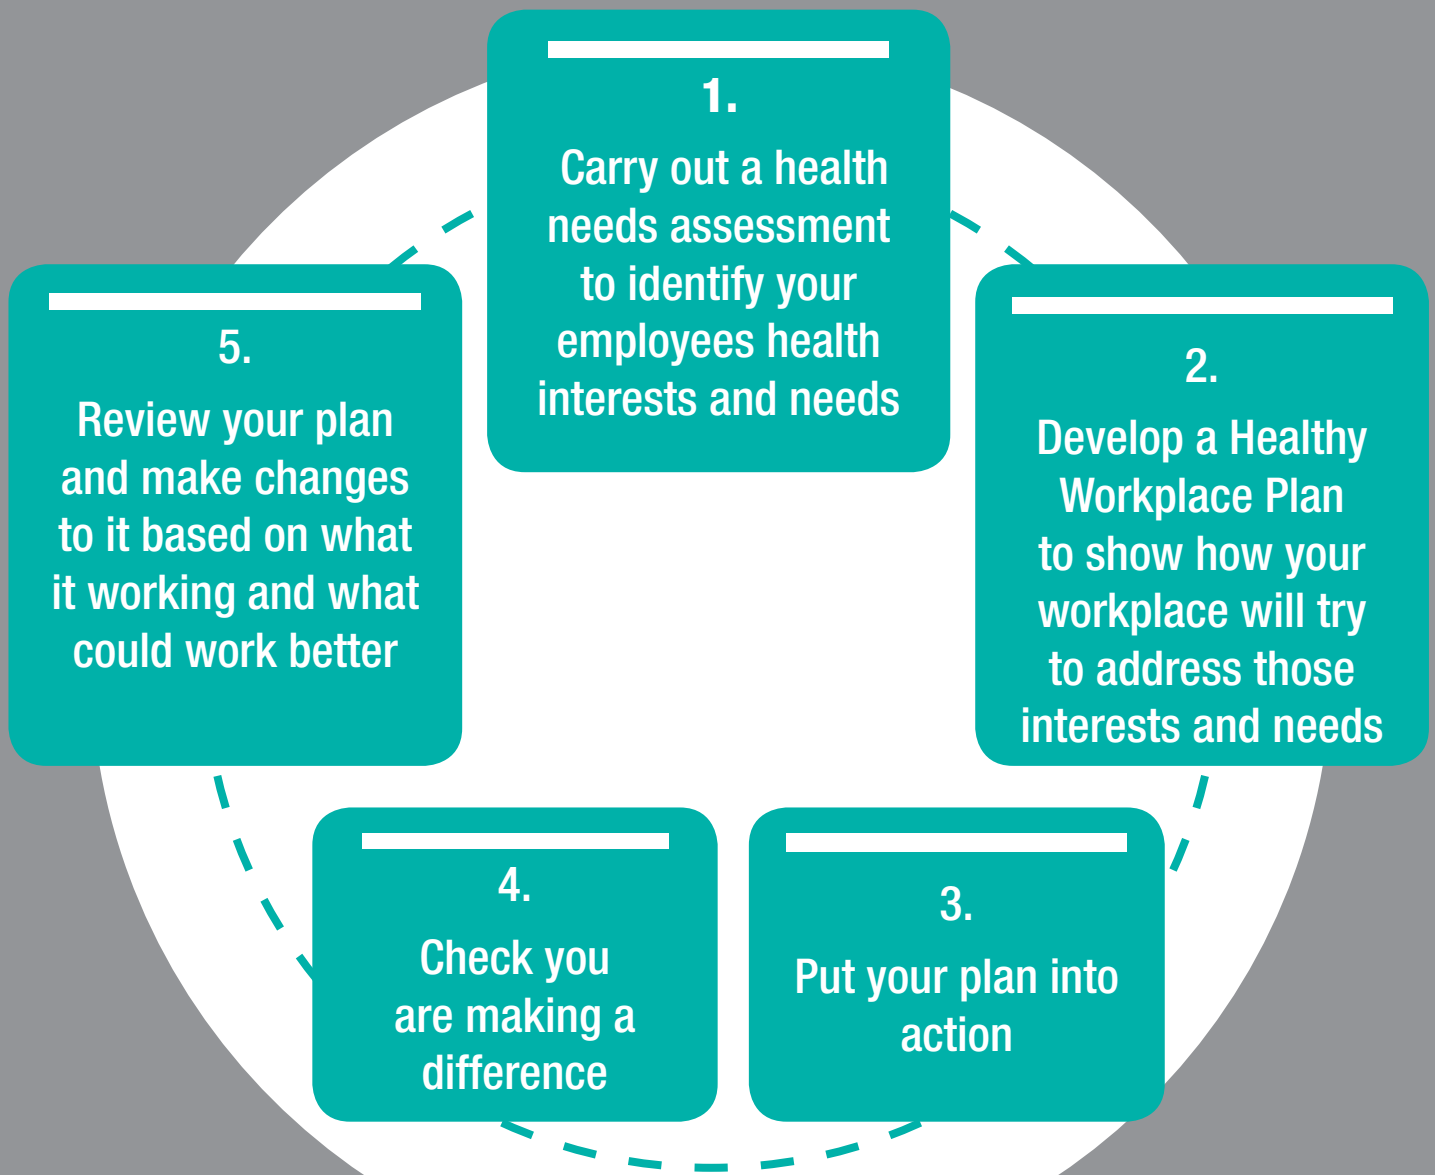 1.
Carry out a health
needs assessment
to identify your
employees health
interests and needs
2.
Develop a Healthy
Workplace Plan
to show how your
workplace will try
to address those
interests and needs
3.
Put your plan into
action
4.
Check you
are making a
difference
5.
Review your plan
and make changes
to it based on what
it working and what
could work better